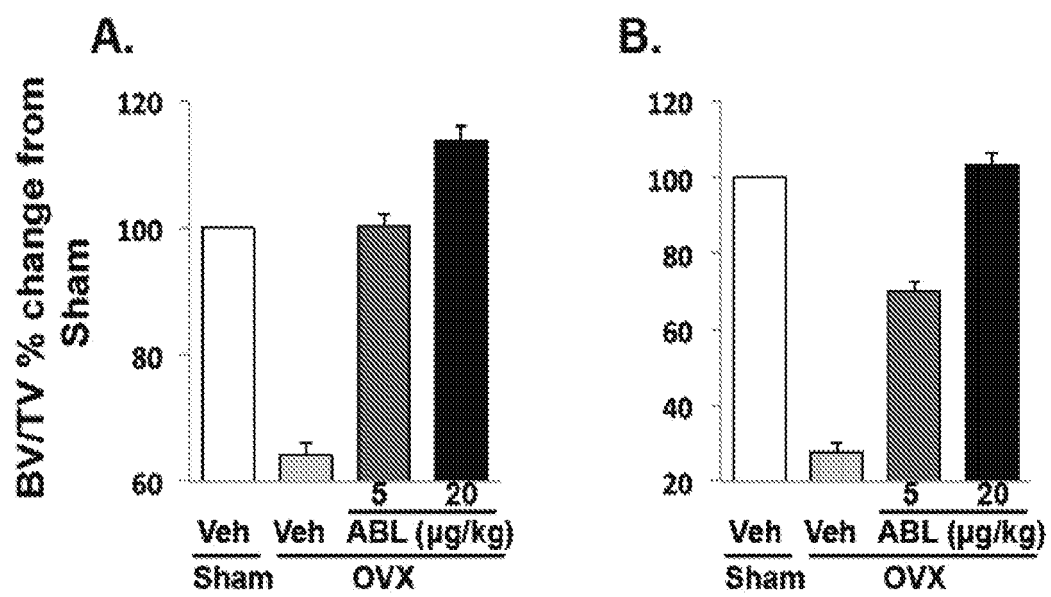 A.
BV/TV % change from
Sham
120
100
80
60
5 20
Veh Veh ABL (µg/kg)
Sham OVX
B.
120
100
80
60
40
20
5 20
Veh Veh ABL (µg/kg)
Sham OVX